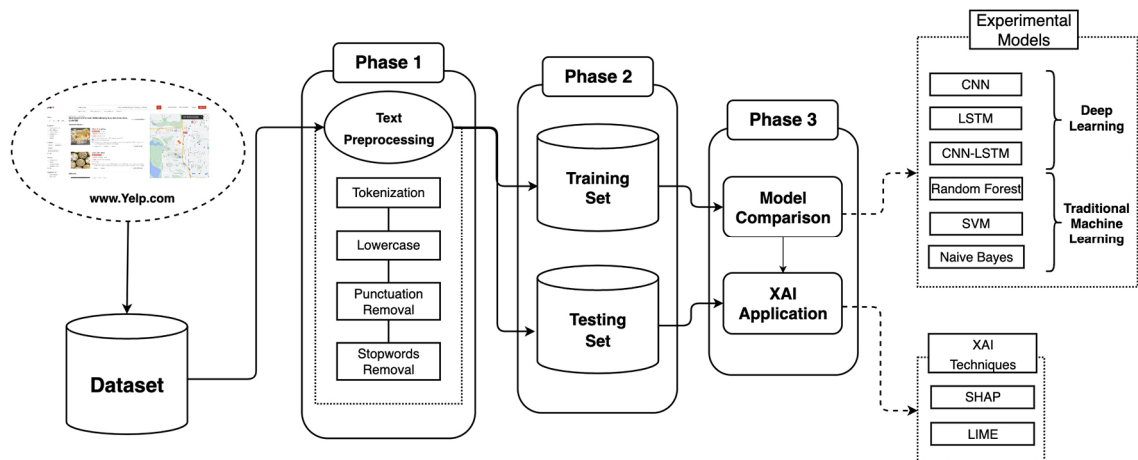 www.Yelp.com
Dataset
Phase 1
Text
Preprocessing
Tokenization
Lowercase
Punctuation
Removal
Stopwords
Removal
Phase 2
Training
Set
Testing
Set
Phase 3
Model
Comparison
XAI
Application
Experimental
Models
CNN
LSTM
CNN-LSTM
Deep
Learning
Random Forest
SVM
Naive Bayes
Traditional
Machine
Learning
XAI
Techniques
SHAP
LIME